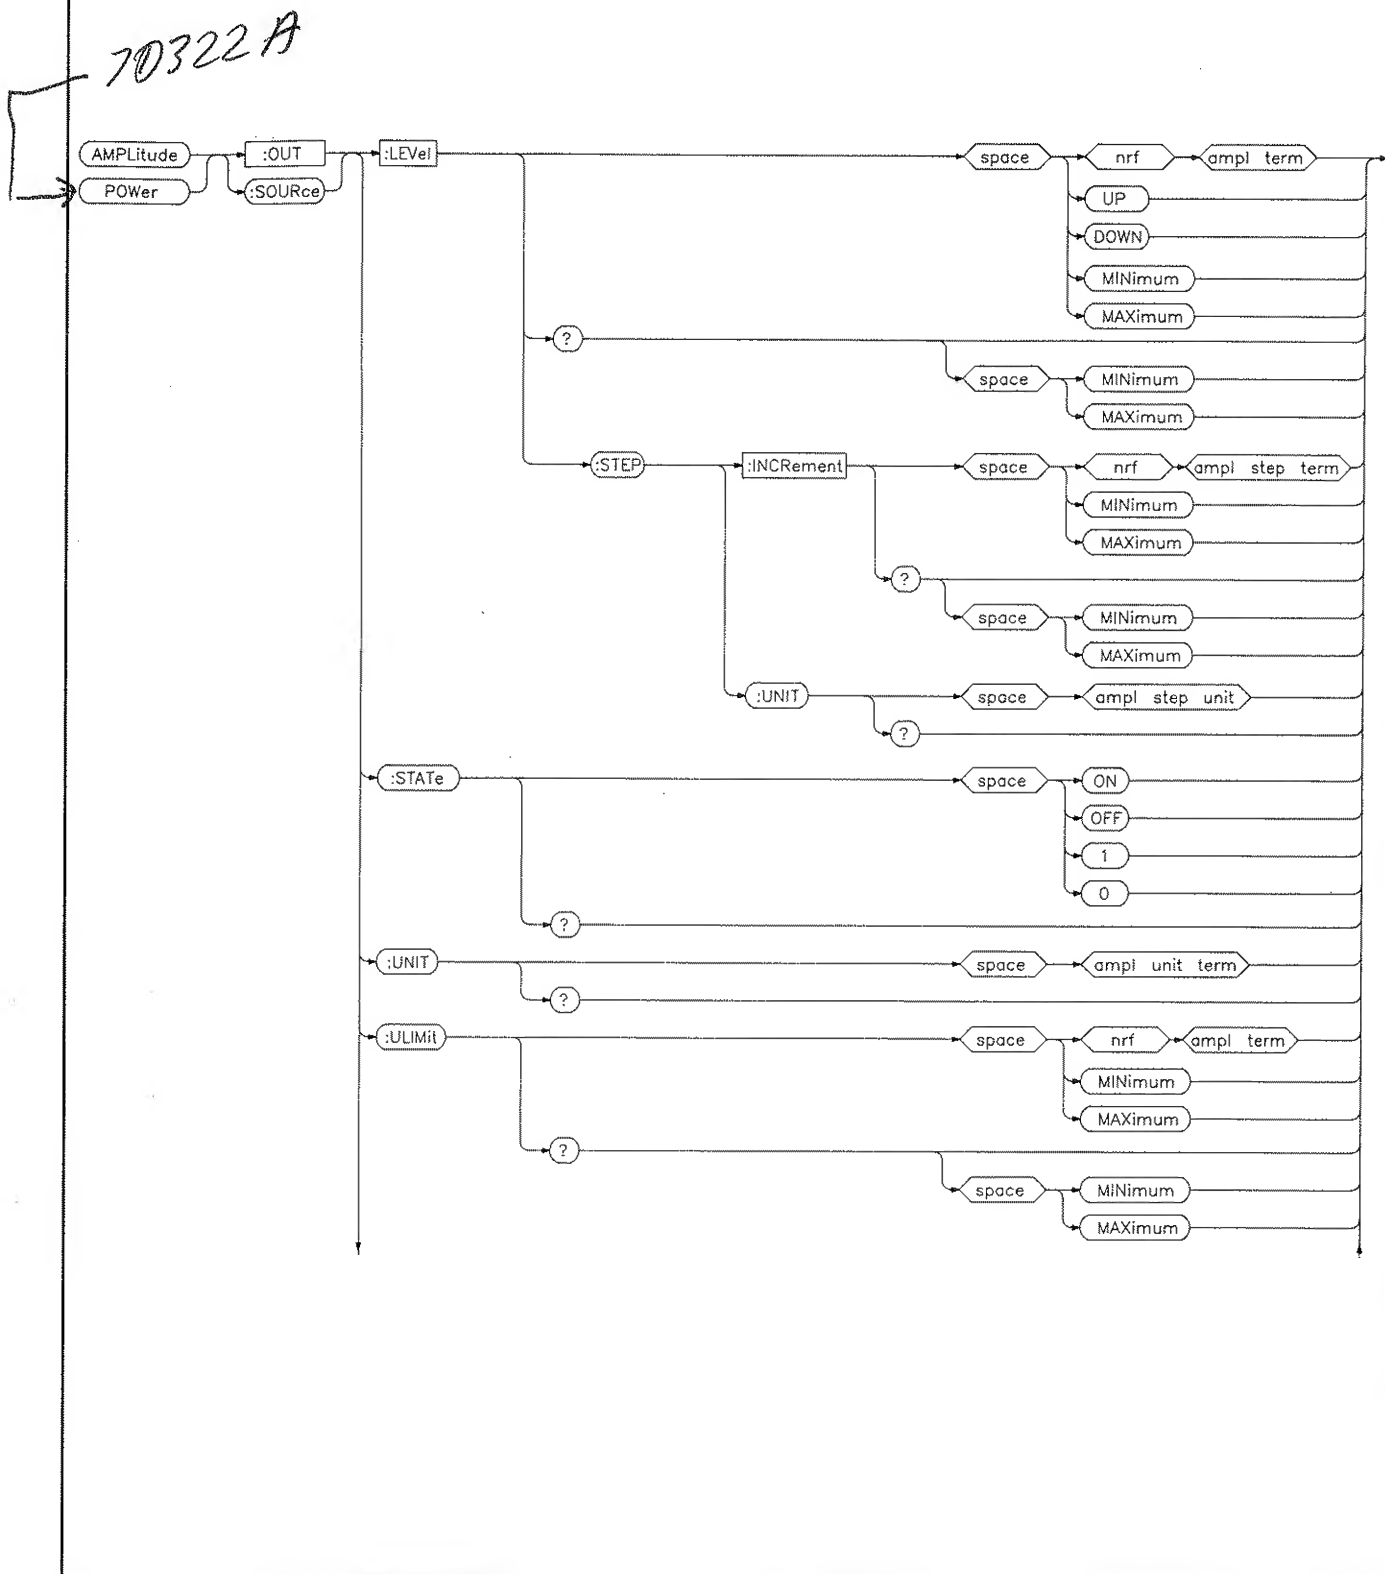 70322A
AMPLitude :OUT :LEVel space nrf ampl term
POWer :SOURce
UP
DOWN
MINimum
MAXimum
?
space MINimum
MAXimum
:STEP :INCRement space nrf ampl step term
MINimum
MAXimum
?
space MINimum
MAXimum
:UNIT space ampl step unit
?
:STATe space ON
OFF
1
0
?
:UNIT space ampl unit term
?
:ULIMit space nrf ampl term
MINimum
MAXimum
?
space MINimum
MAXimum